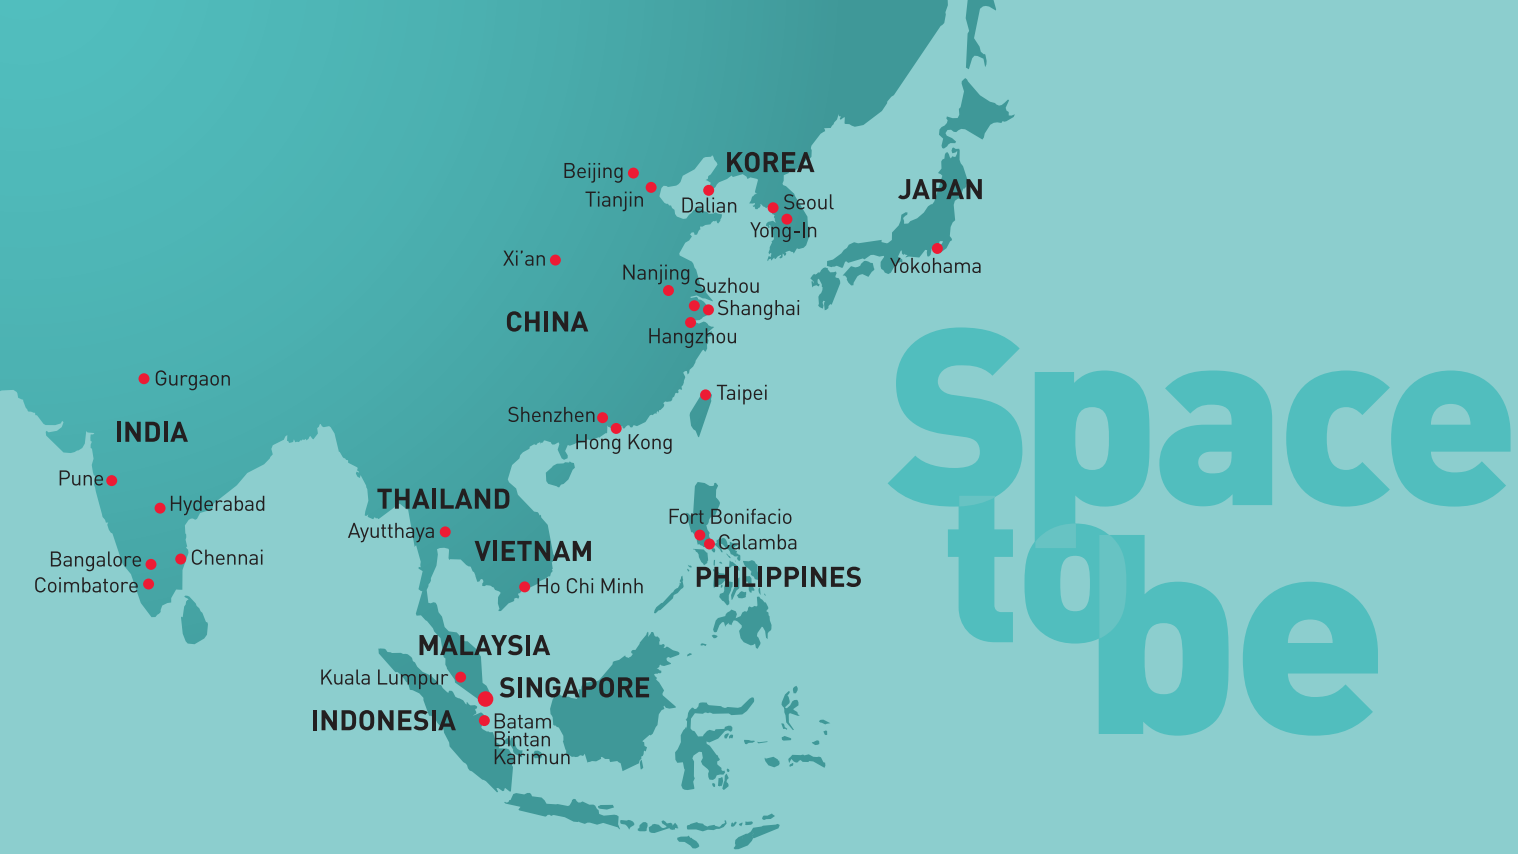 KOREA
Beijing
JAPAN
Tianjin
Dalian
Seoul
Yong-In
Xi'an
Yokohama
Nanjing
Suzhou
Shanghai
CHINA
Hangzhou
Gurgaon
Taipei
Shenzhen
INDIA
Hong Kong
Pune
Hyderabad
THAILAND
Ayutthaya
Fort Bonifacio
Calamba
VIETNAM
Bangalore
Chennai
Coimbatore
PHILIPPINES
Ho Chi Minh
MALAYSIA
Kuala Lumpur
SINGAPORE
INDONESIA
Batam
Bintan
Karimun
Space
to
be